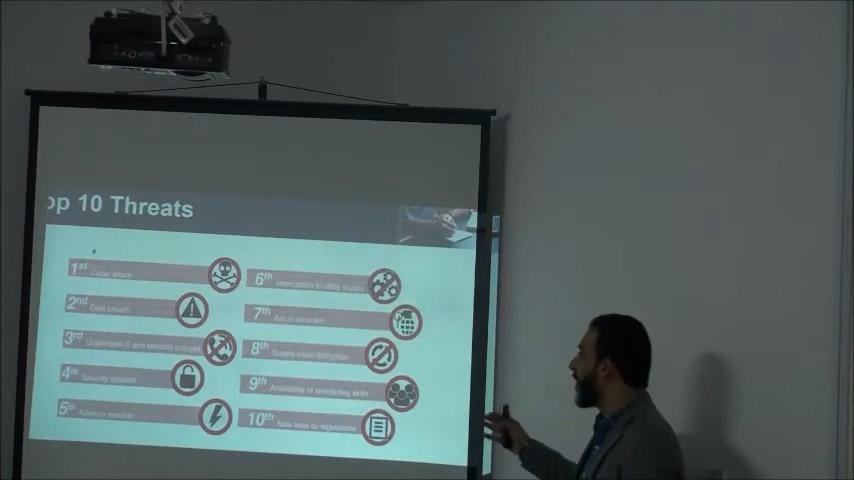 op 10 Threats
1st Cyber attack
2nd Data breach
3rd Unplanned IT and telecom outages
4th Security incident
5th Adverse weather
6th Interruption to utility supply
7th Act of terrorism
8th Supply chain disruption
9th Availability of talents/key skills
10th New laws or regulations